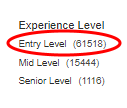 Experience Level
Entry Level (61518)
Mid Level (15444)
Senior Level (1116)